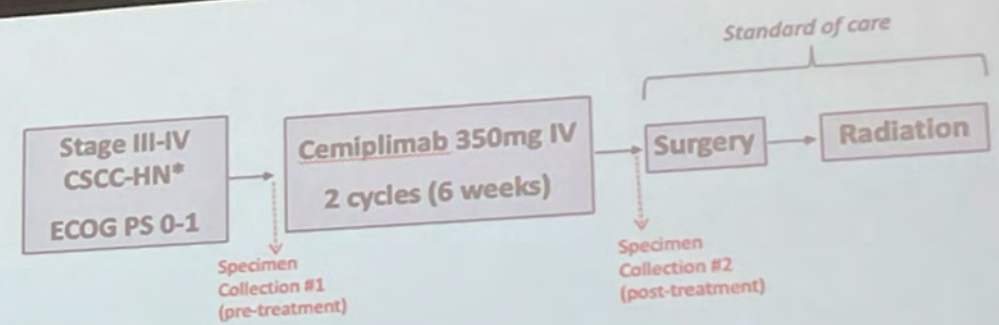 Standard of care
Stage III-IV
CSCC-HN*
ECOG PS 0-1
Cemiplimab 350mg IV
2 cycles (6 weeks)
Surgery
Radiation
Specimen
Collection #1
(pre-treatment)
Specimen
Collection #2
(post-treatment)